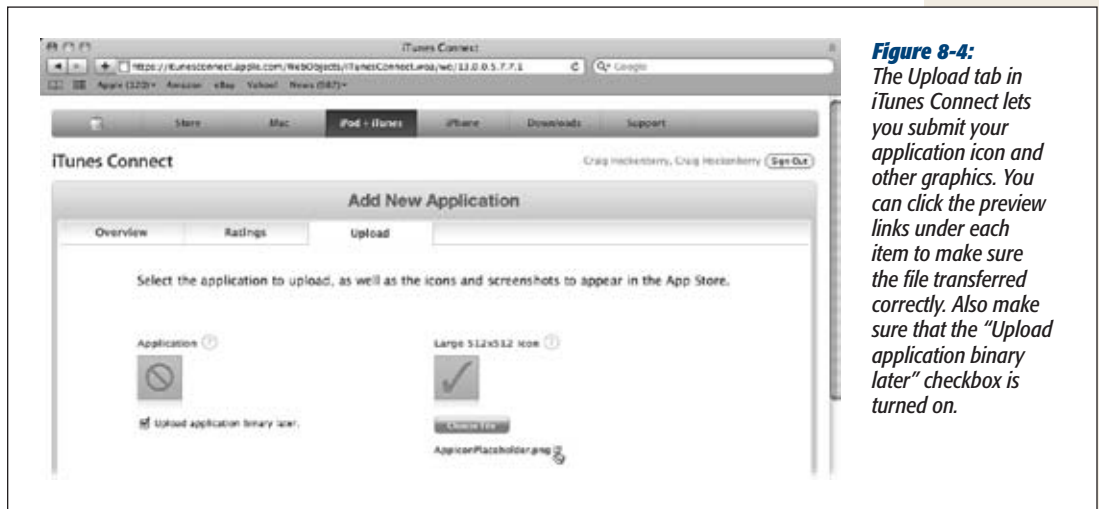 iTunes Connect
https://itunesconnect.apple.com/WebObjects/iTunesConnect.woa/wo/13.0.0.5.7.7.1
Google
Apple (120) Amazon eBay Yahoo! News (587)
Store Mac iPod + iTunes iPhone Downloads Support
iTunes Connect
Craig Hockenberry, Craig Hockenberry Sign Out
Add New Application
Overview Ratings Upload
Select the application to upload, as well as the icons and screenshots to appear in the App Store.
Application ?
Large 512x512 Icon ?
Upload application binary later.
Choose File
AppIconPlaceholder.png
Figure 8-4:
The Upload tab in
iTunes Connect lets
you submit your
application icon and
other graphics. You
can click the preview
links under each
item to make sure
the file transferred
correctly. Also make
sure that the “Upload
application binary
later” checkbox is
turned on.